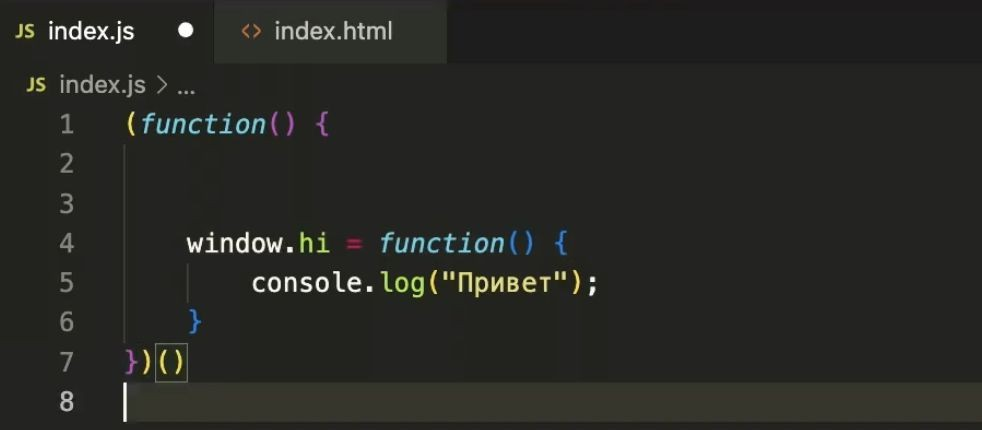 JS index.js ● <> index.html
JS index.js > ...
1 (function() {
2
3
4 window.hi = function() {
5 console.log("Привет");
6 }
7 })()
8